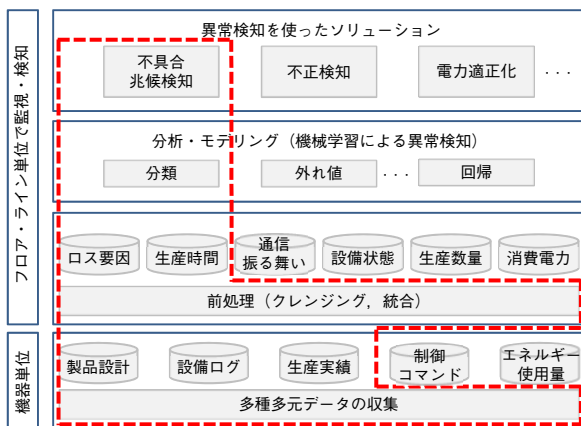 異常検知を使ったソリューション
不具合
兆候検知
不正検知
電力適正化
・・・
フロア・ライン単位で監視・検知
分析・モデリング（機械学習による異常検知）
分類
外れ値
・・・
回帰
ロス要因
生産時間
通信
振る舞い
設備状態
生産数量
消費電力
前処理（クレンジング，統合）
機器単位
製品設計
設備ログ
生産実績
制御
コマンド
エネルギー
使用量
多種多元データの収集